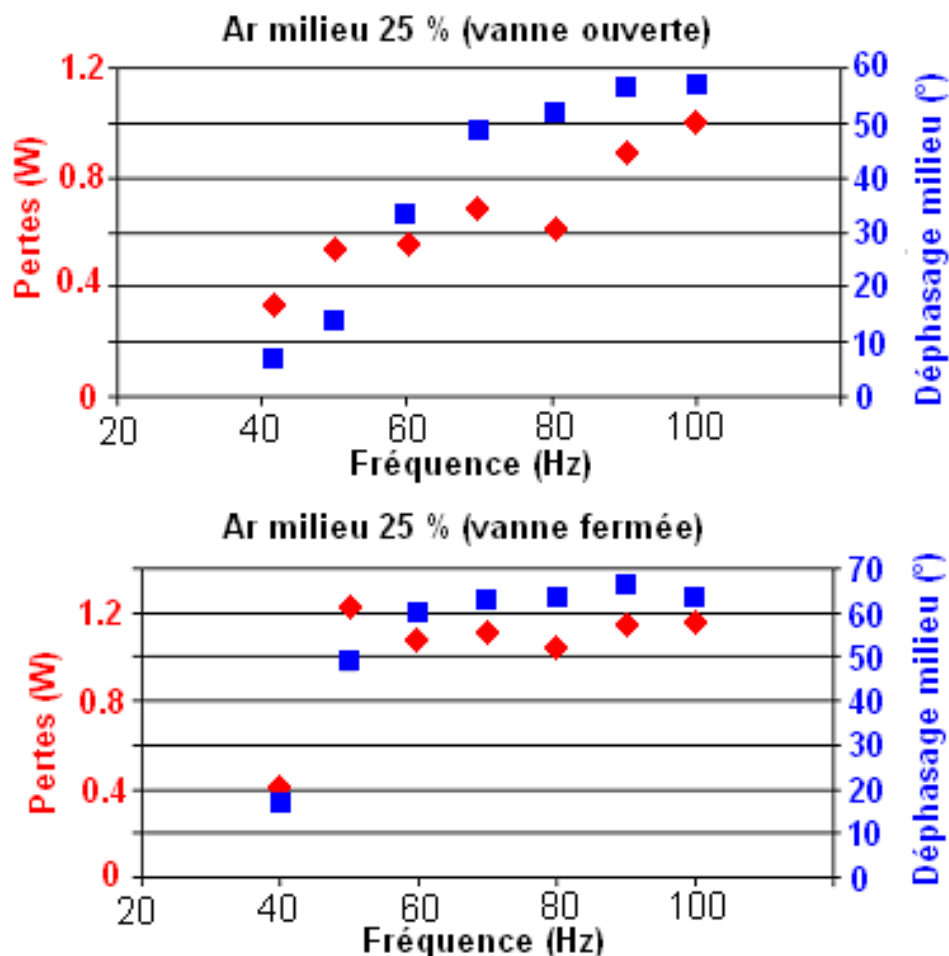 Ar milieu 25 % (vanne ouverte)
Pertes (W)
1.2
0.8
0.4
0
60
50
40
30
20
10
0
Déphasage milieu (°)
20 40 60 80 100
Fréquence (Hz)
Ar milieu 25 % (vanne fermée)
Pertes (W)
1.2
0.8
0.4
0
70
60
50
40
30
20
10
0
Déphasage milieu (°)
20 40 60 80 100
Fréquence (Hz)